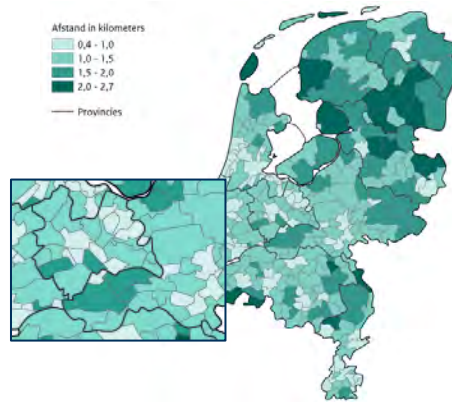 Afstand in kilometers
0,4 - 1,0
1,0 - 1,5
1,5 - 2,0
2,0 - 2,7
Provincies